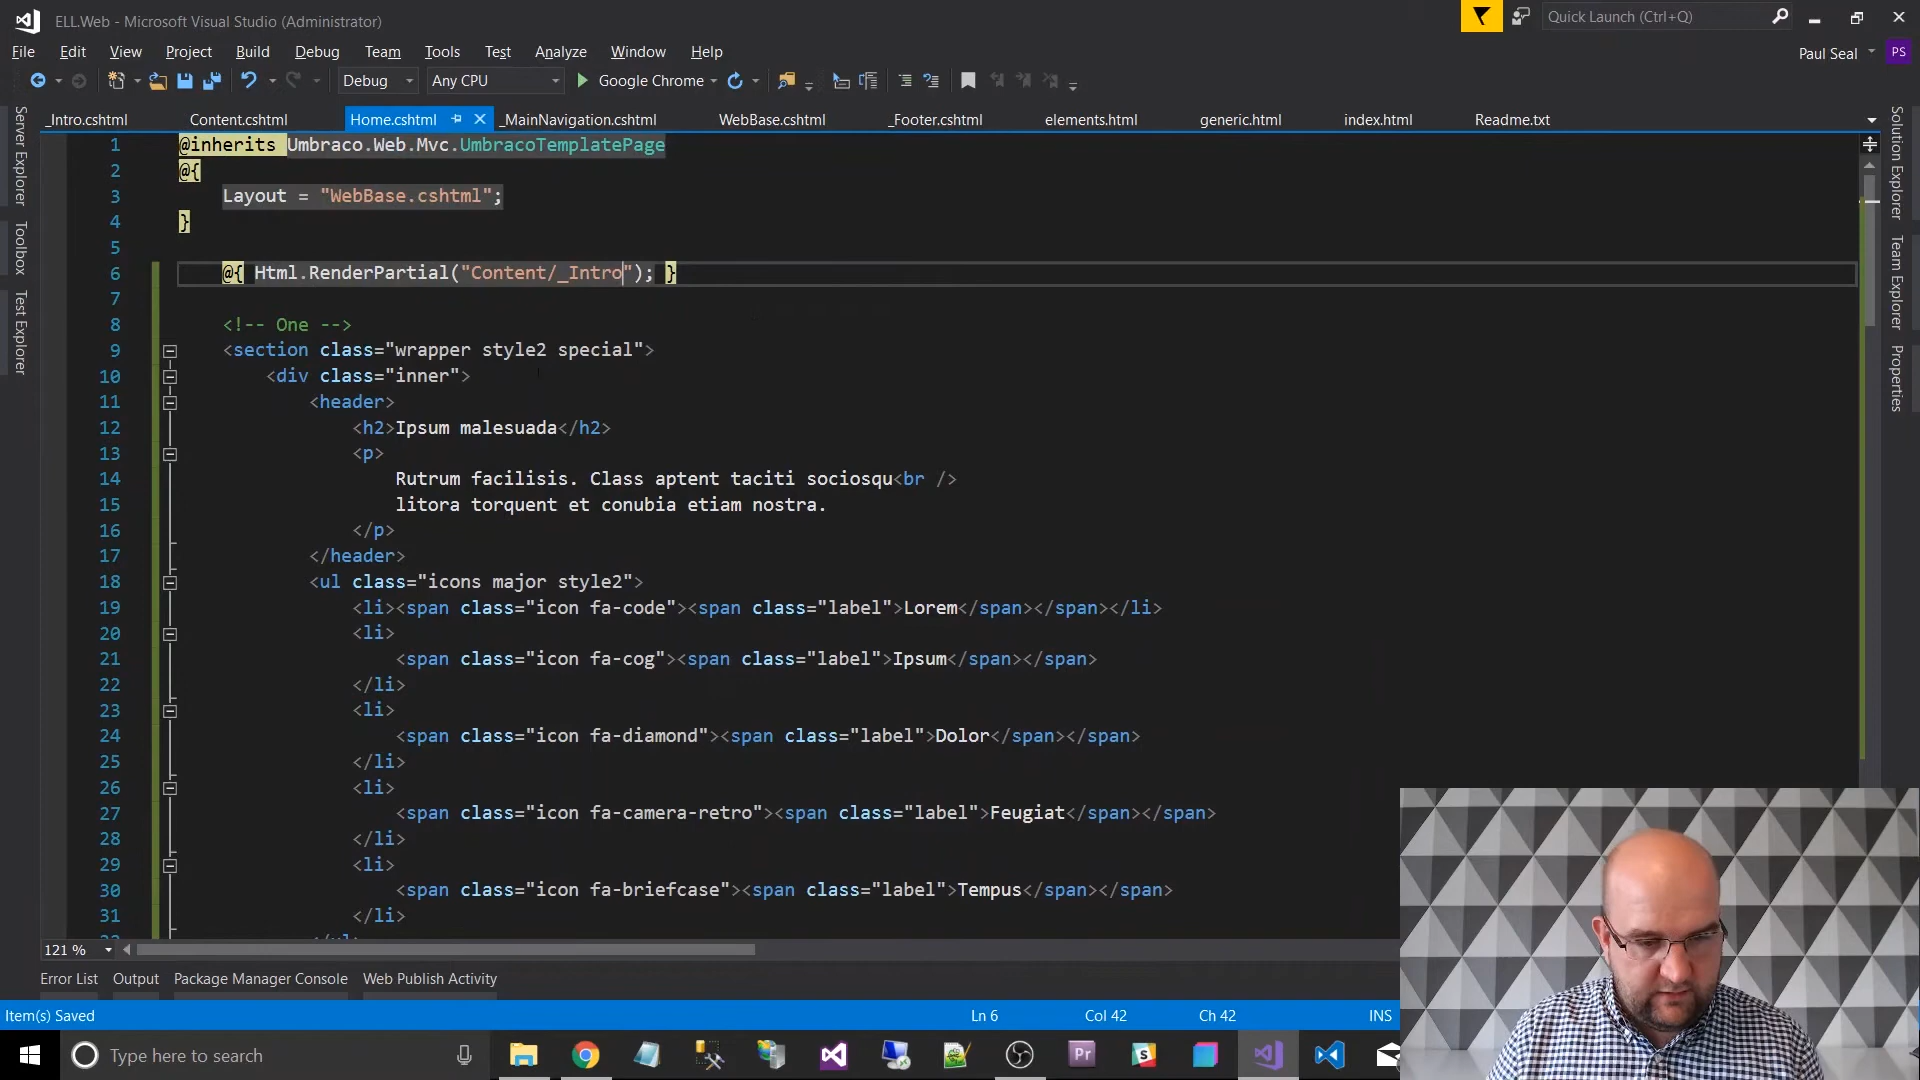 ELL.Web - Microsoft Visual Studio (Administrator)
Quick Launch (Ctrl+Q)
File Edit View Project Build Debug Team Tools Test Analyze Window Help
Paul Seal PS
Debug Any CPU Google Chrome
_Intro.cshtml Content.cshtml Home.cshtml _MainNavigation.cshtml WebBase.cshtml _Footer.cshtml elements.html generic.html index.html Readme.txt
Server Explorer
Toolbox
Test Explorer
Solution Explorer
Team Explorer
Properties
1 @inherits Umbraco.Web.Mvc.UmbracoTemplatePage
2 @{
3 Layout = "WebBase.cshtml";
4 }
5
6 @{ Html.RenderPartial("Content/_Intro"); }
7
8 <!-- One -->
9 <section class="wrapper style2 special">
10 <div class="inner">
11 <header>
12 <h2>Ipsum malesuada</h2>
13 <p>
14 Rutrum facilisis. Class aptent taciti sociosqu<br />
15 litora torquent et conubia etiam nostra.
16 </p>
17 </header>
18 <ul class="icons major style2">
19 <li><span class="icon fa-code"><span class="label">Lorem</span></span></li>
20 <li>
21 <span class="icon fa-cog"><span class="label">Ipsum</span></span>
22 </li>
23 <li>
24 <span class="icon fa-diamond"><span class="label">Dolor</span></span>
25 </li>
26 <li>
27 <span class="icon fa-camera-retro"><span class="label">Feugiat</span></span>
28 </li>
29 <li>
30 <span class="icon fa-briefcase"><span class="label">Tempus</span></span>
31 </li>
121 %
Error List Output Package Manager Console Web Publish Activity
Item(s) Saved Ln 6 Col 42 Ch 42 INS
Type here to search